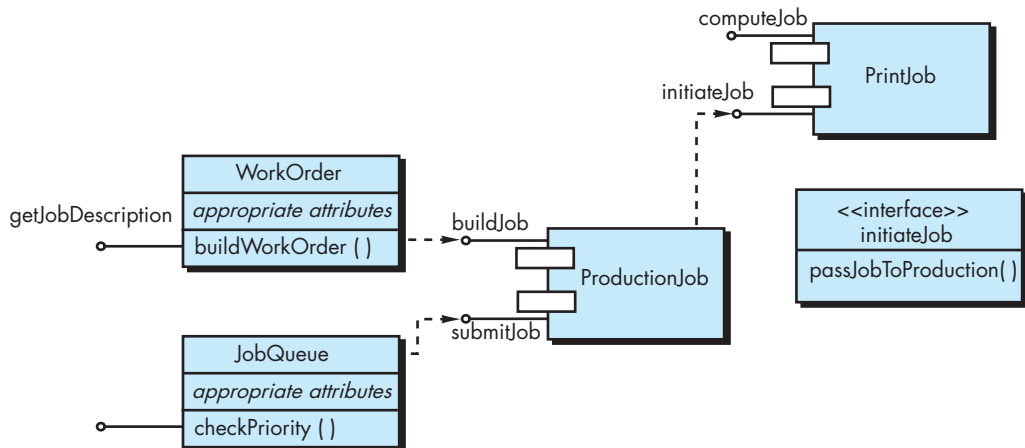 computeJob
PrintJob
initiateJob
WorkOrder
appropriate attributes
buildWorkOrder ( )
getJobDescription
buildJob
ProductionJob
submitJob
<<interface>>
initiateJob
passJobToProduction( )
JobQueue
appropriate attributes
checkPriority ( )